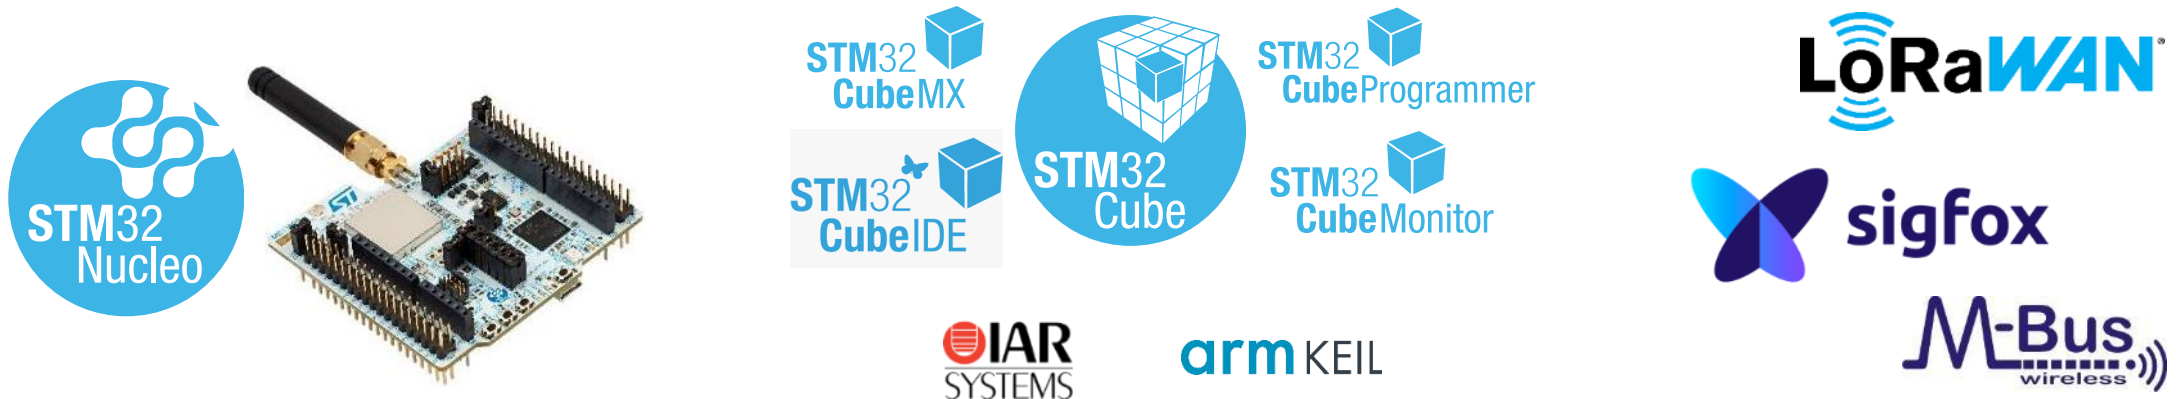 STM32
Nucleo
ST
STM32
CubeMX
STM32
CubeIDE
STM32
Cube
STM32
CubeProgrammer
STM32
CubeMonitor
IAR
SYSTEMS
arm KEIL
LoRaWAN®
sigfox
M-Bus
wireless